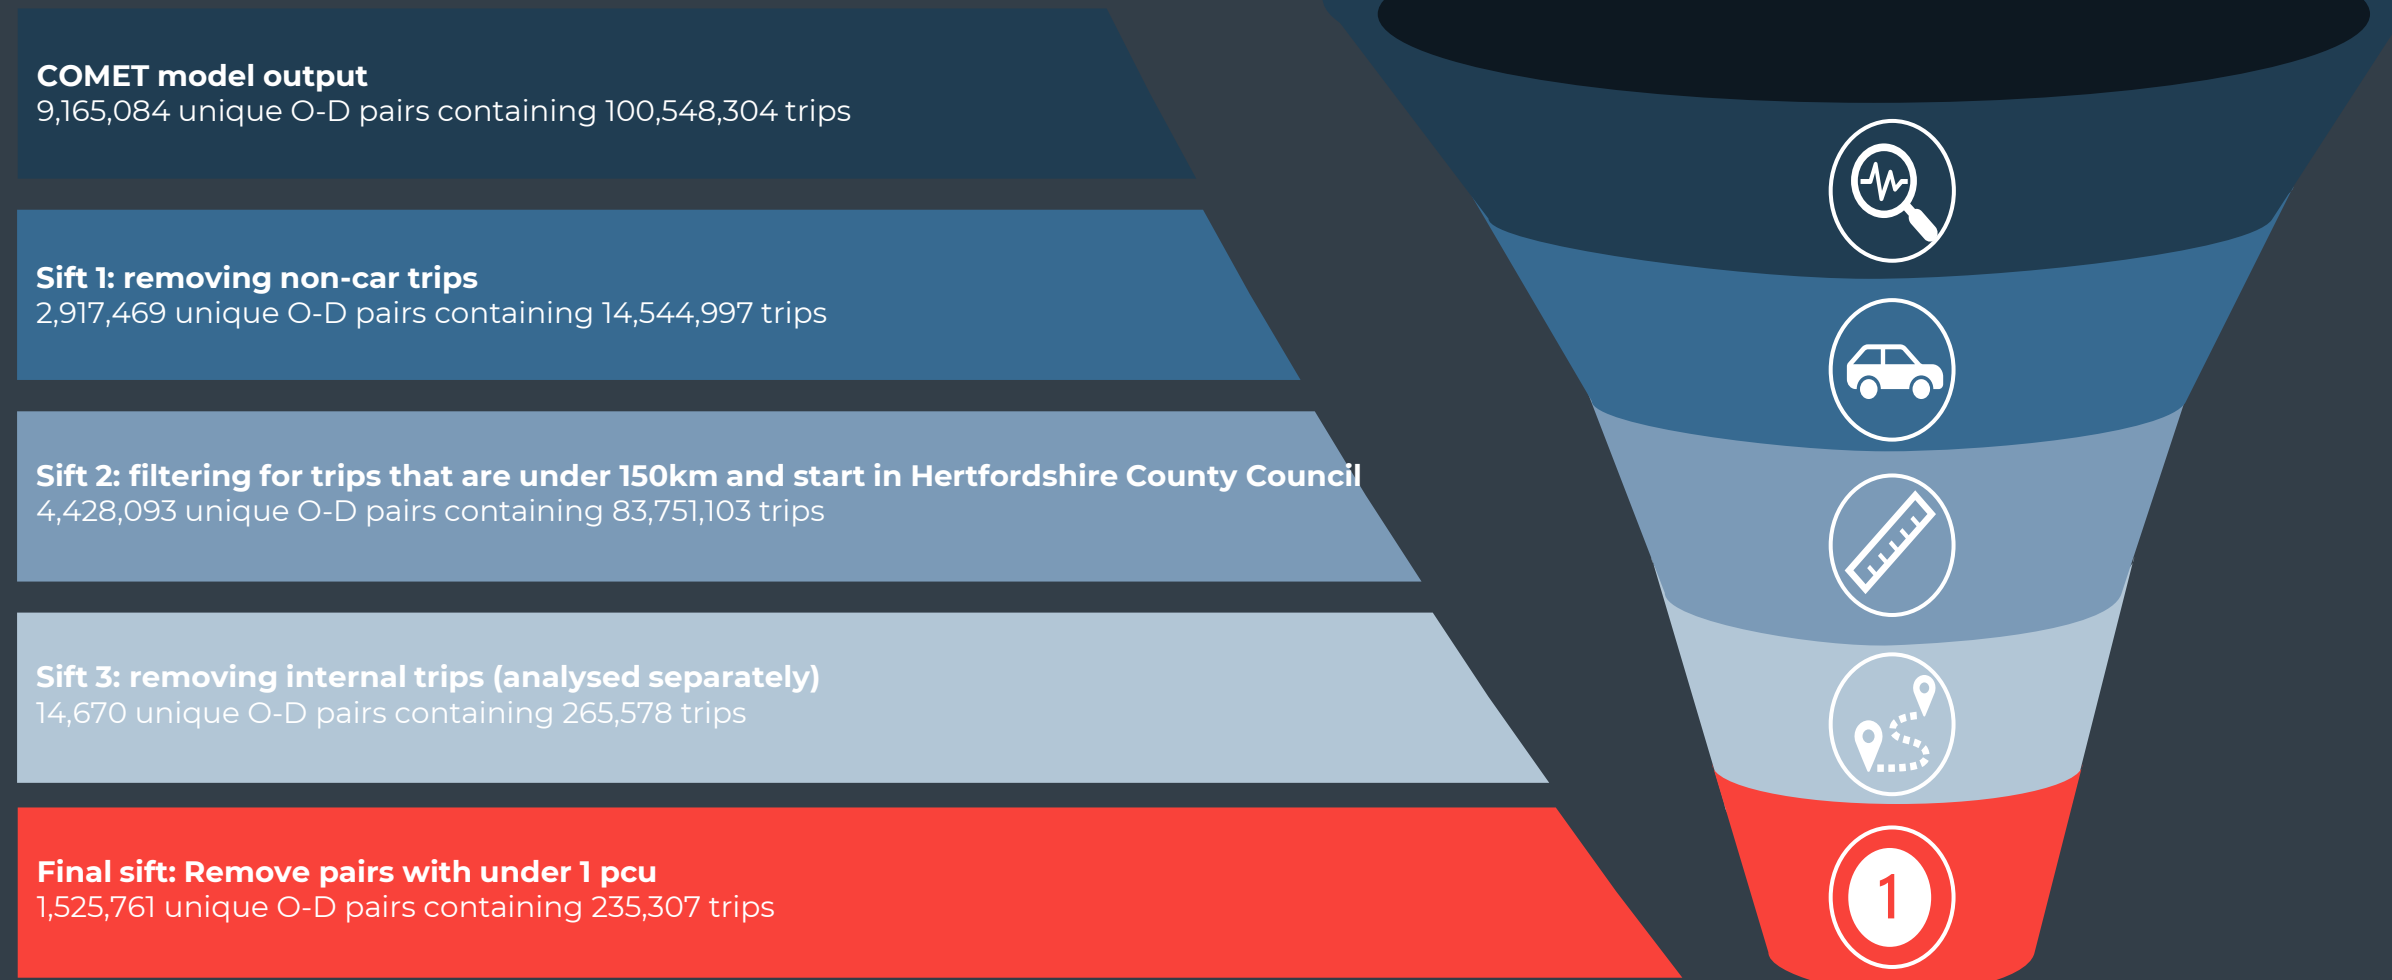 COMET model output
9,165,084 unique O-D pairs containing 100,548,304 trips
Sift 1: removing non-car trips
2,917,469 unique O-D pairs containing 14,544,997 trips
Sift 2: filtering for trips that are under 150km and start in Hertfordshire County Council
4,428,093 unique O-D pairs containing 83,751,103 trips
Sift 3: removing internal trips (analysed separately)
14,670 unique O-D pairs containing 265,578 trips
Final sift: Remove pairs with under 1 pcu
1,525,761 unique O-D pairs containing 235,307 trips
1